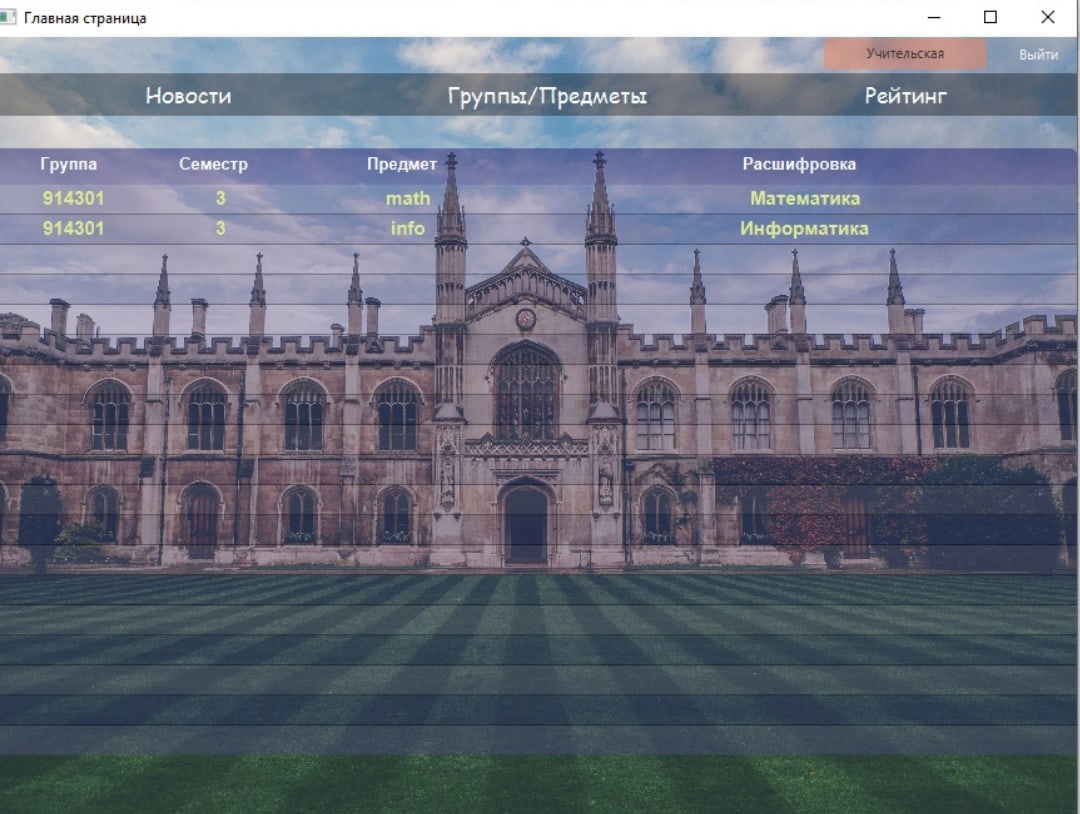 Главная страница
Учительская Выйти
Новости Группы/Предметы Рейтинг
Группа Семестр Предмет Расшифровка
914301 3 math Математика
914301 3 info Информатика